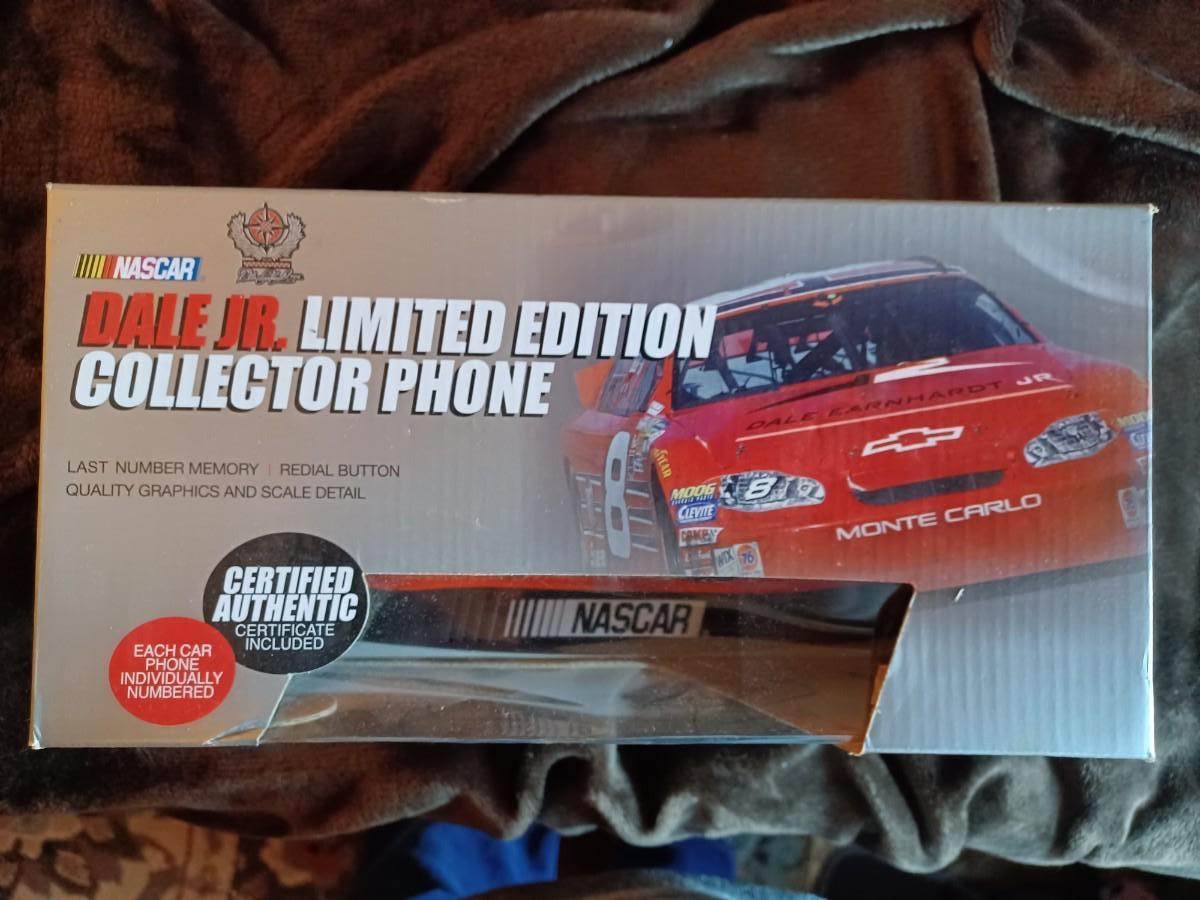 NASCAR
DALE JR. LIMITED EDITION
COLLECTOR PHONE
LAST NUMBER MEMORY | REDIAL BUTTON
QUALITY GRAPHICS AND SCALE DETAIL
CERTIFIED
AUTHENTIC
CERTIFICATE
INCLUDED
EACH CAR
PHONE
INDIVIDUALLY
NUMBERED
DALE EARNHARDT JR
MOOG
CLEVITE
8
8
76
MONTE CARLO
NASCAR